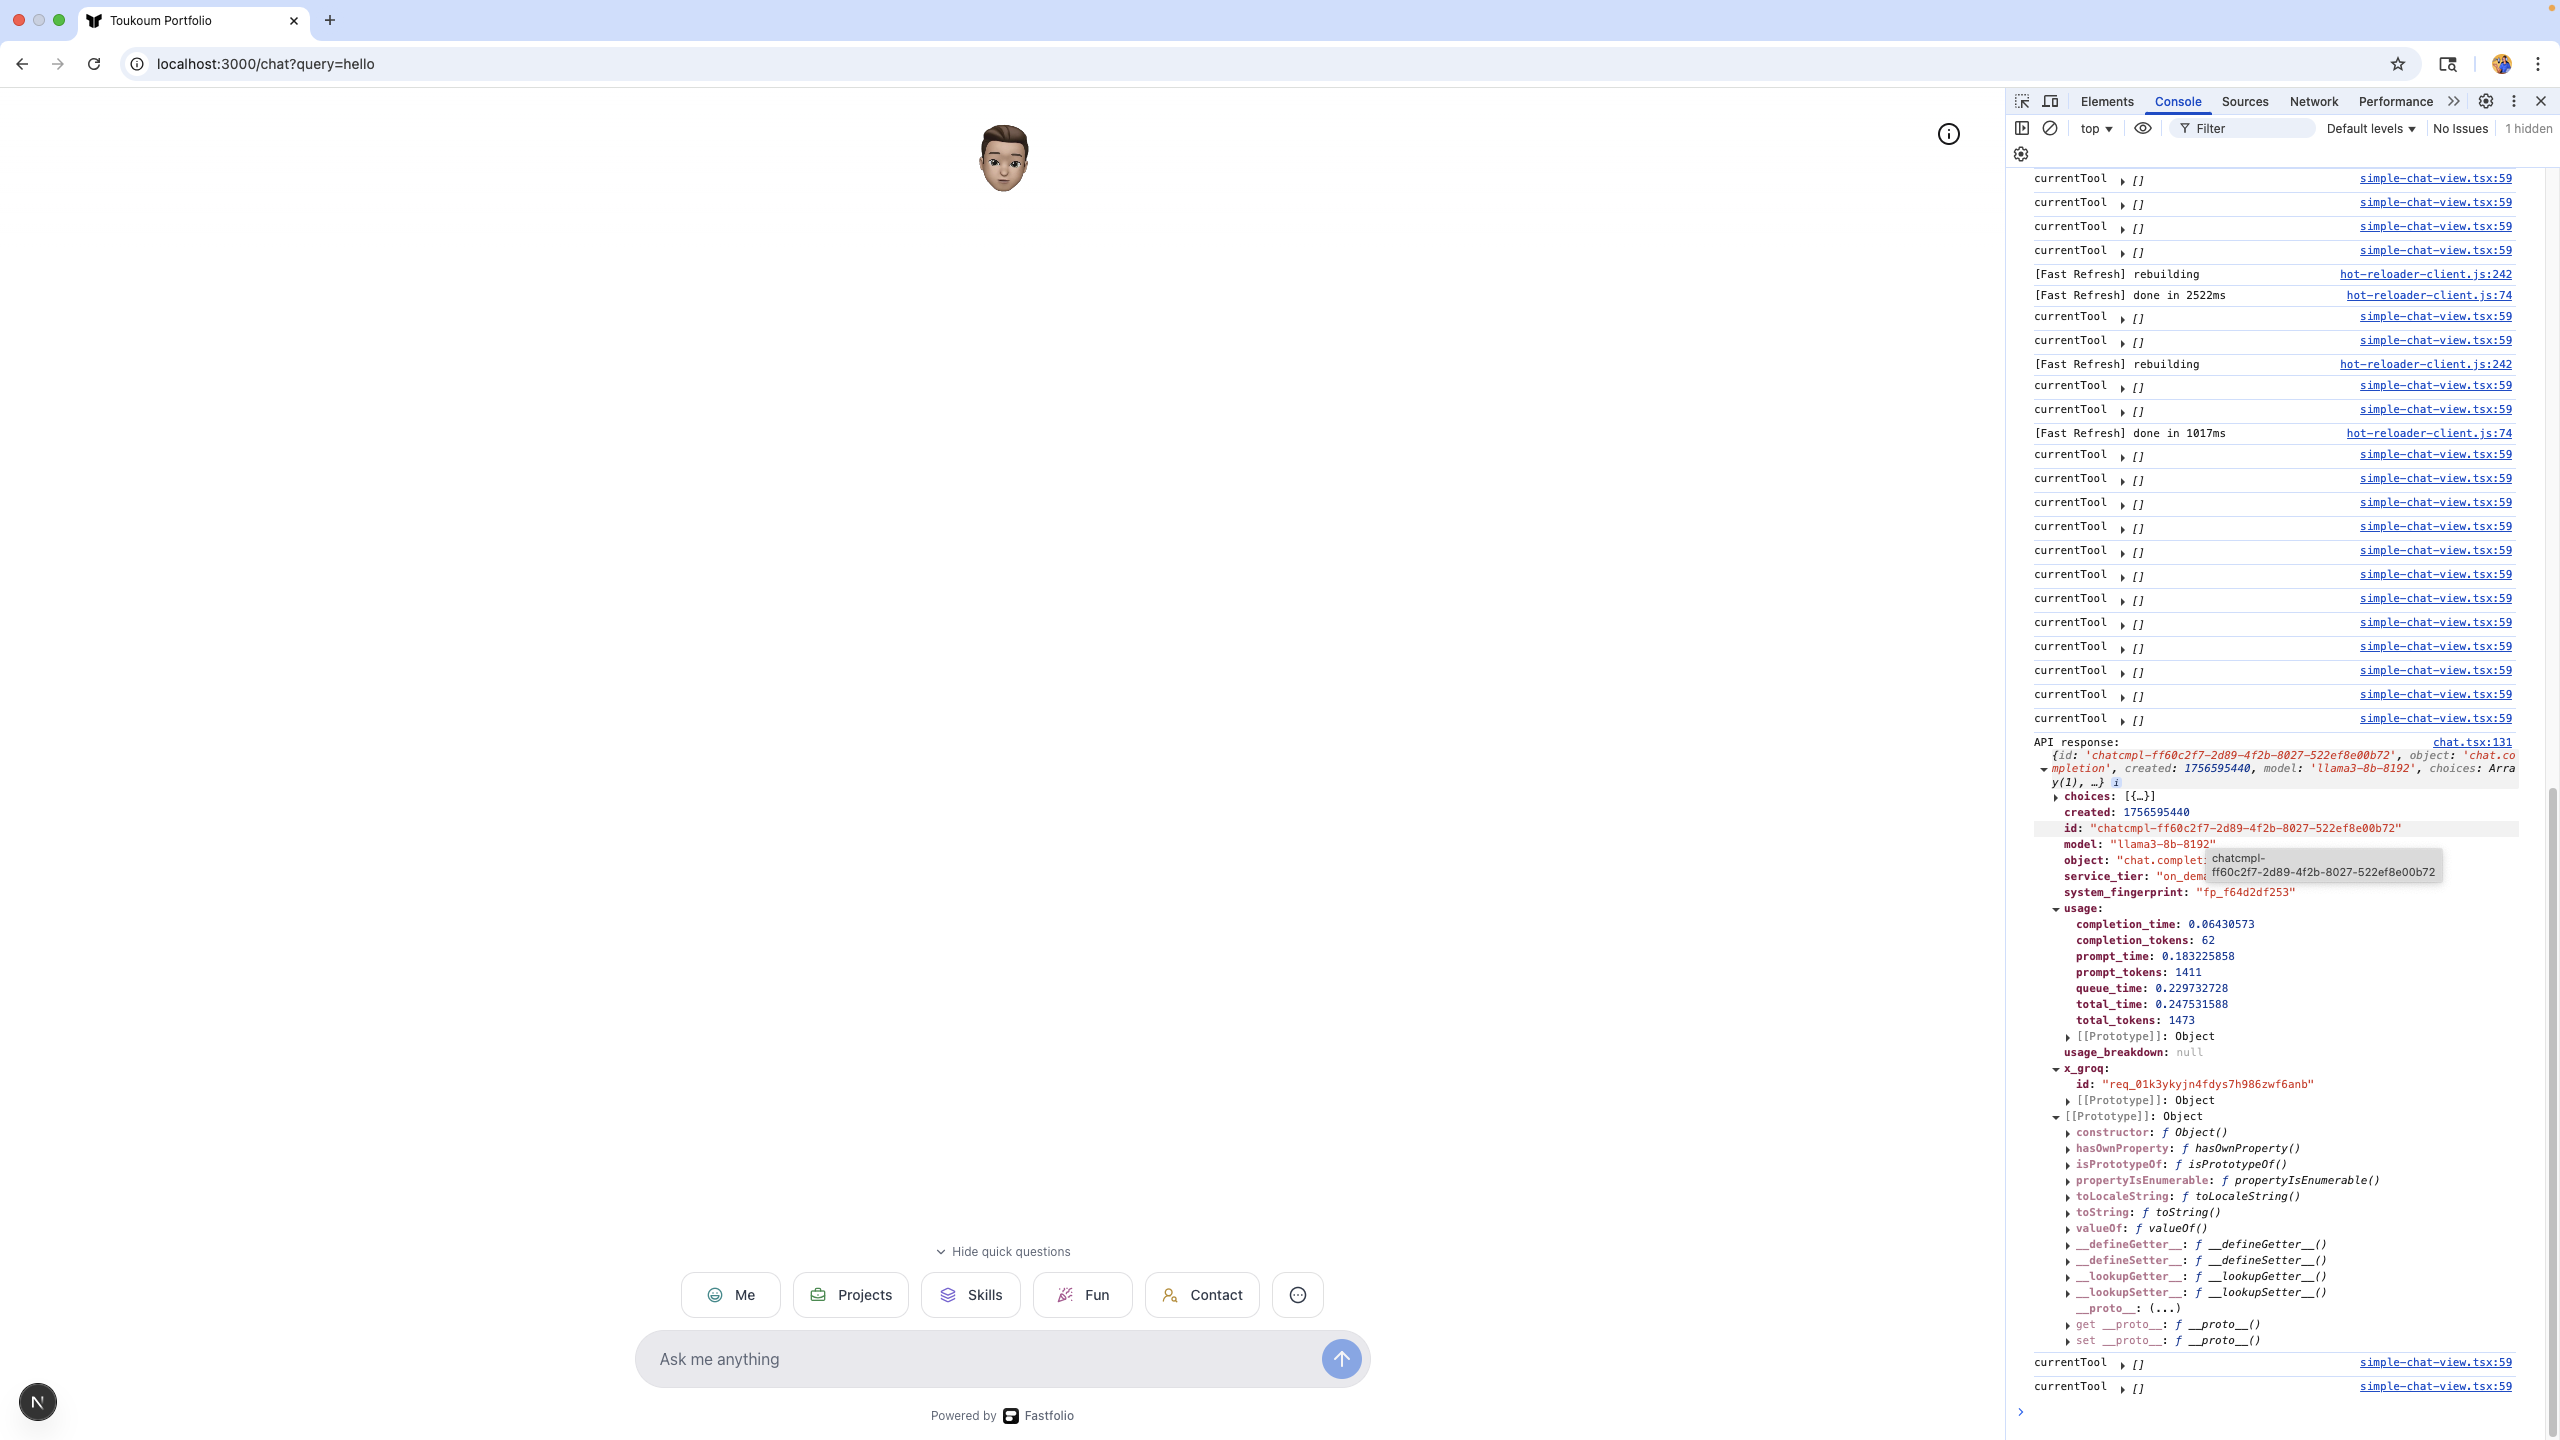 Toukoum Portfolio
localhost:3000/chat?query=hello
Hide quick questions
Me
Projects
Skills
Fun
Contact
Ask me anything
Powered by Fastfolio
N
Elements Console Sources Network Performance
top Filter Default levels No Issues 1 hidden
currentTool ▶ [] simple-chat-view.tsx:59
currentTool ▶ [] simple-chat-view.tsx:59
currentTool ▶ [] simple-chat-view.tsx:59
currentTool ▶ [] simple-chat-view.tsx:59
[Fast Refresh] rebuilding hot-reloader-client.js:242
[Fast Refresh] done in 2522ms hot-reloader-client.js:74
currentTool ▶ [] simple-chat-view.tsx:59
currentTool ▶ [] simple-chat-view.tsx:59
[Fast Refresh] rebuilding hot-reloader-client.js:242
currentTool ▶ [] simple-chat-view.tsx:59
currentTool ▶ [] simple-chat-view.tsx:59
[Fast Refresh] done in 1017ms hot-reloader-client.js:74
currentTool ▶ [] simple-chat-view.tsx:59
currentTool ▶ [] simple-chat-view.tsx:59
currentTool ▶ [] simple-chat-view.tsx:59
currentTool ▶ [] simple-chat-view.tsx:59
currentTool ▶ [] simple-chat-view.tsx:59
currentTool ▶ [] simple-chat-view.tsx:59
currentTool ▶ [] simple-chat-view.tsx:59
currentTool ▶ [] simple-chat-view.tsx:59
currentTool ▶ [] simple-chat-view.tsx:59
currentTool ▶ [] simple-chat-view.tsx:59
currentTool ▶ [] simple-chat-view.tsx:59
currentTool ▶ [] simple-chat-view.tsx:59
API response: chat.tsx:131
{id: 'chatcmpl-ff60c2f7-2d89-4f2b-8027-522ef8e00b72', object: 'chat.co
mpletion', created: 1756595440, model: 'llama3-8b-8192', choices: Arra
y(1), …} i
choices: [{…}]
created: 1756595440
id: "chatcmpl-ff60c2f7-2d89-4f2b-8027-522ef8e00b72"
model: "llama3-8b-8192"
object: "chat.completi
service_tier: "on_dema
chatcmpl-
ff60c2f7-2d89-4f2b-8027-522ef8e00b72
system_fingerprint: "fp_f64d2df253"
usage:
completion_time: 0.06430573
completion_tokens: 62
prompt_time: 0.183225858
prompt_tokens: 1411
queue_time: 0.229732728
total_time: 0.247531588
total_tokens: 1473
[[Prototype]]: Object
usage_breakdown: null
x_groq:
id: "req_01k3ykyjn4fdys7h986zwf6anb"
[[Prototype]]: Object
[[Prototype]]: Object
constructor: ƒ Object()
hasOwnProperty: ƒ hasOwnProperty()
isPrototypeOf: ƒ isPrototypeOf()
propertyIsEnumerable: ƒ propertyIsEnumerable()
toLocaleString: ƒ toLocaleString()
toString: ƒ toString()
valueOf: ƒ valueOf()
__defineGetter__: ƒ __defineGetter__()
__defineSetter__: ƒ __defineSetter__()
__lookupGetter__: ƒ __lookupGetter__()
__lookupSetter__: ƒ __lookupSetter__()
__proto__: (...)
get __proto__: ƒ __proto__()
set __proto__: ƒ __proto__()
currentTool ▶ [] simple-chat-view.tsx:59
currentTool ▶ [] simple-chat-view.tsx:59